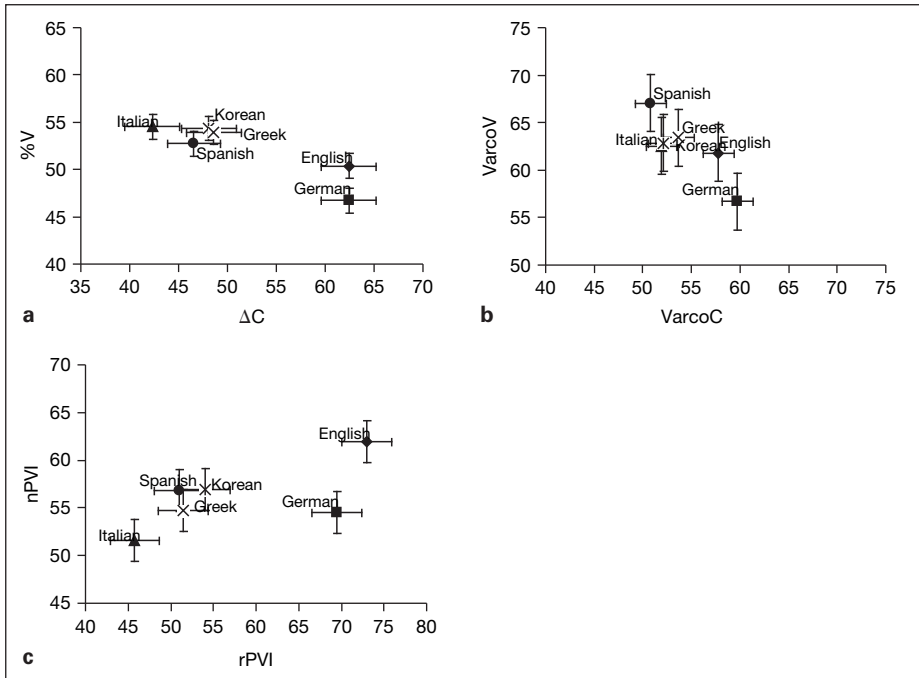 65
60
55
50
45
40
35 40 45 50 55 60 65 70
%V
ΔC
Italian
Korean
Greek
Spanish
English
German
a
75
70
65
60
55
50
40 45 50 55 60 65 70 75
VarcoV
VarcoC
Spanish
Greek
Italian
Korean
English
German
b
70
65
60
55
50
45
40 45 50 55 60 65 70 75 80
nPVI
rPVI
English
Spanish
Korean
Greek
German
Italian
c